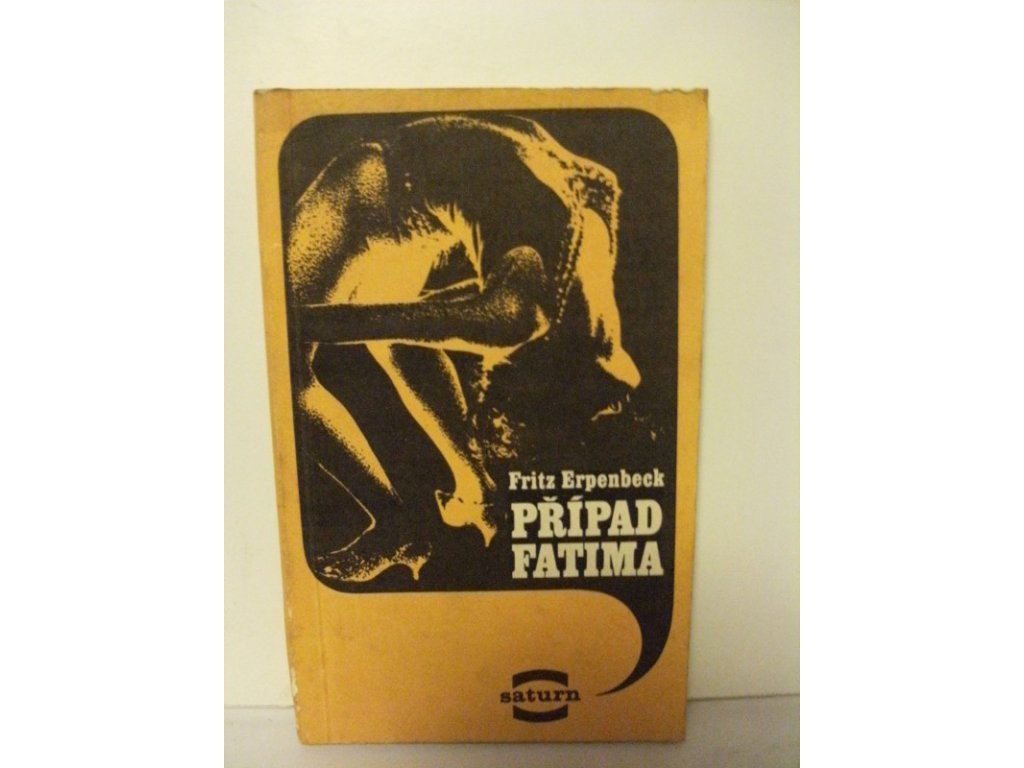 Fritz Erpenbeck
PŘÍPAD
FATIMA
saturn